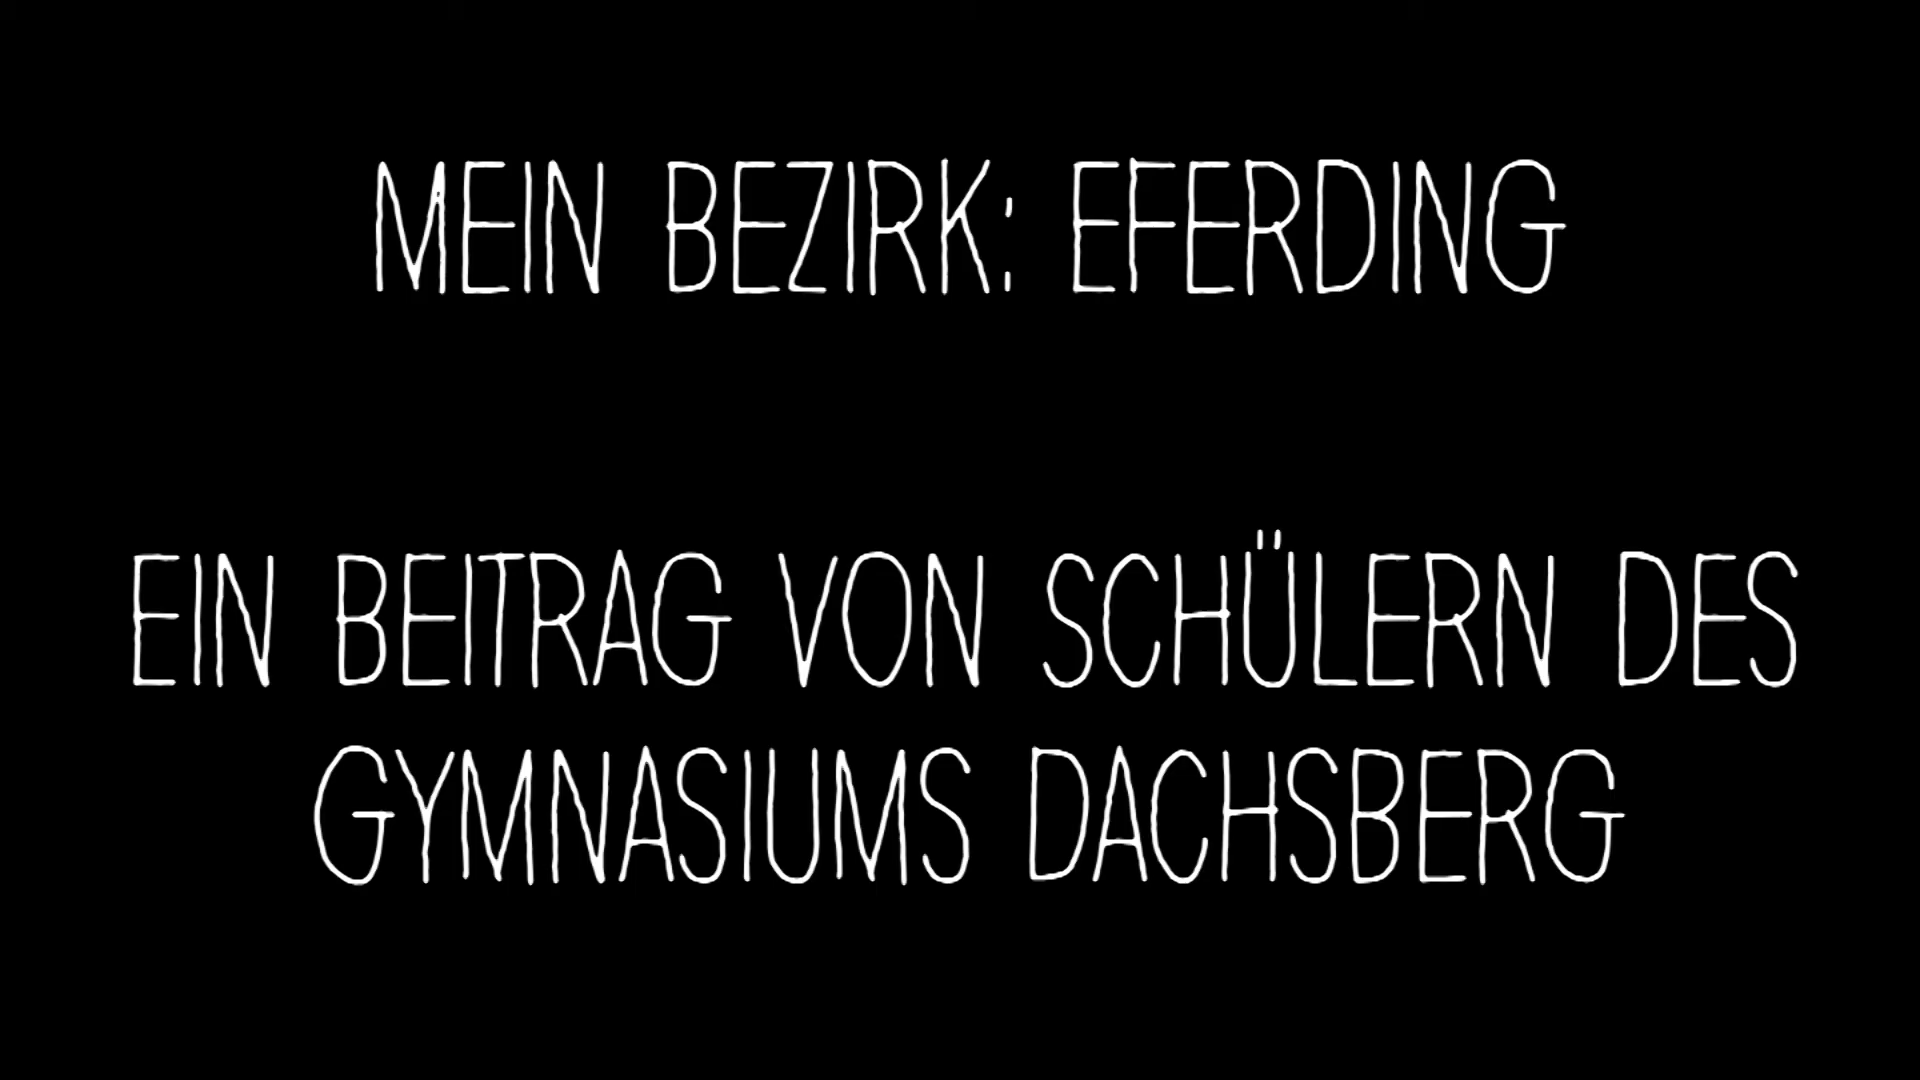 MEIN BEZIRK: EFERDING
EIN BEITRAG VON SCHÜLERN DES
GYMNASIUMS DACHSBERG